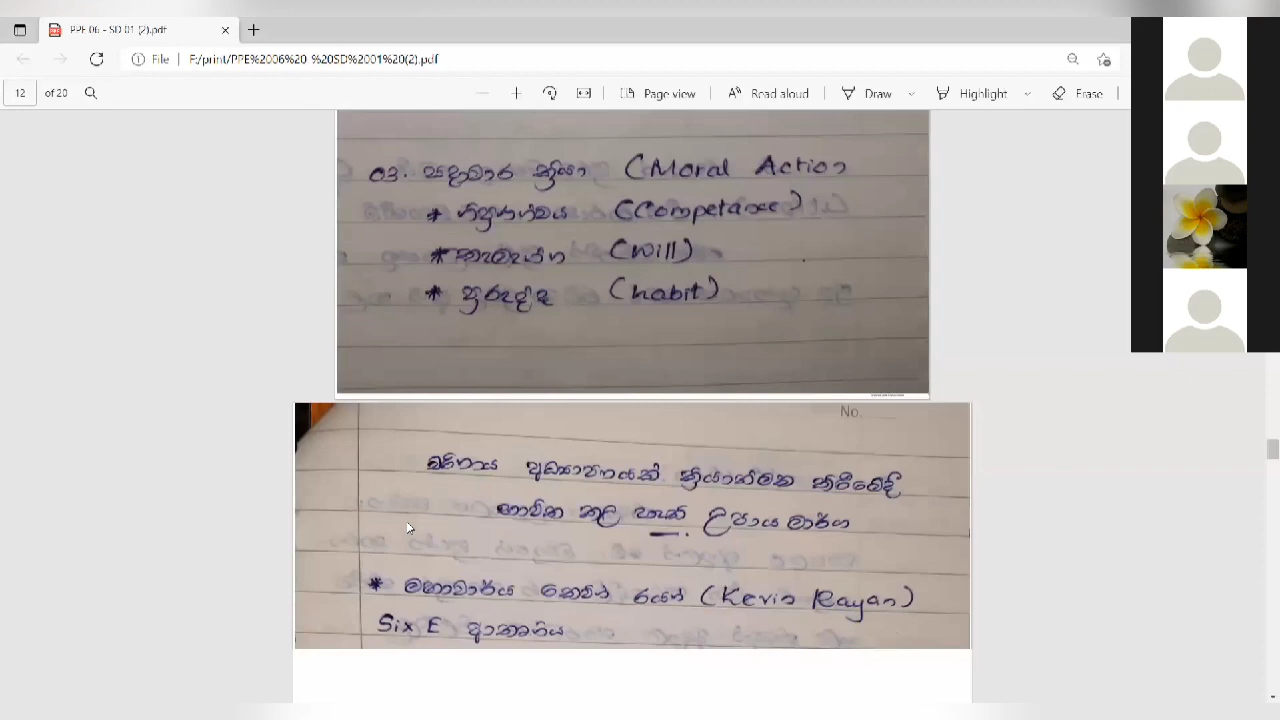 PPE 06 - SD 01 (2).pdf
File F:/print/PPE%2006%20 %20SD%2001%20(2).pdf
12 of 20 Page view Read aloud Draw Highlight Erase
03. සදාචාර ක්‍රියා (Moral Action
* නිපුණත්වය (Competance)
* කැමැත්ත (Will)
* පුරුද්ද (habit)
No.
අධ්‍යාපනයක් ක්‍රියාත්මක කිරීමේදී
භාවිත කළ හැකි උපාය මාර්ග
* මහාචාර්ය කෙවින් රයන් (Kevin Rayan)
Six E ආකෘතිය